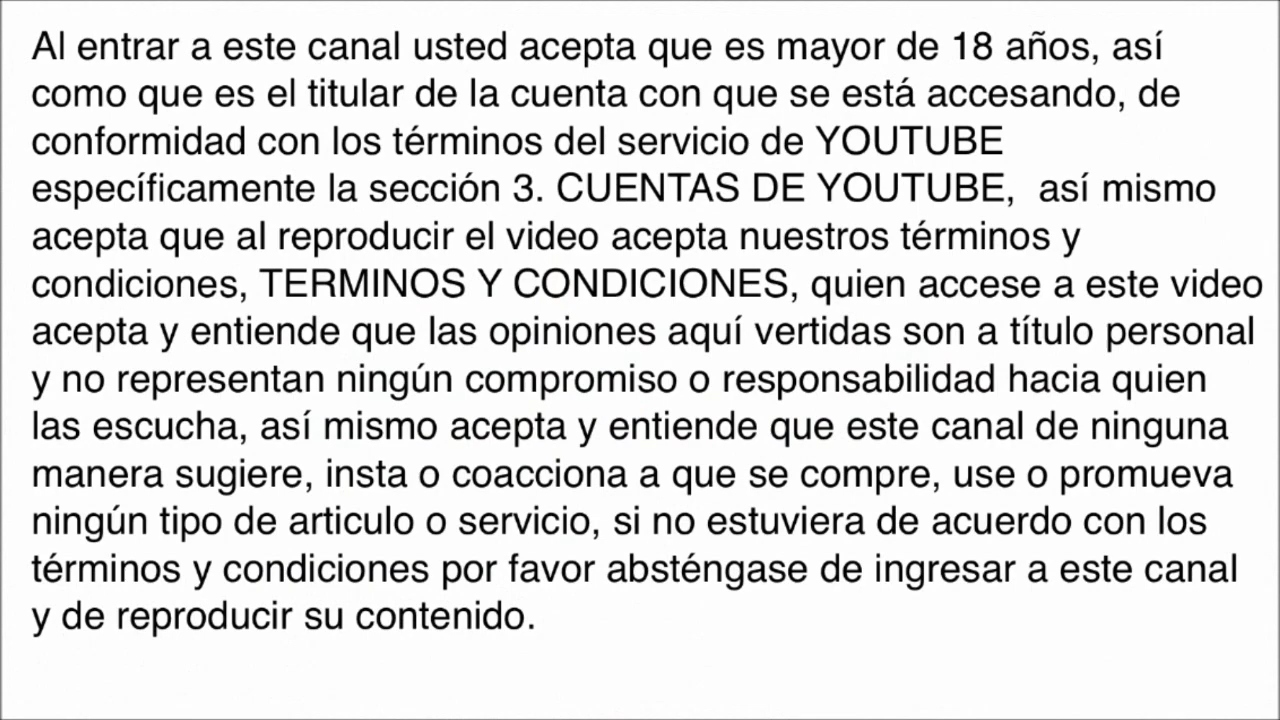 Al entrar a este canal usted acepta que es mayor de 18 años, así
como que es el titular de la cuenta con que se está accesando, de
conformidad con los términos del servicio de YOUTUBE
específicamente la sección 3. CUENTAS DE YOUTUBE,  así mismo
acepta que al reproducir el video acepta nuestros términos y
condiciones, TERMINOS Y CONDICIONES, quien accese a este video
acepta y entiende que las opiniones aquí vertidas son a título personal
y no representan ningún compromiso o responsabilidad hacia quien
las escucha, así mismo acepta y entiende que este canal de ninguna
manera sugiere, insta o coacciona a que se compre, use o promueva
ningún tipo de articulo o servicio, si no estuviera de acuerdo con los
términos y condiciones por favor absténgase de ingresar a este canal
y de reproducir su contenido.